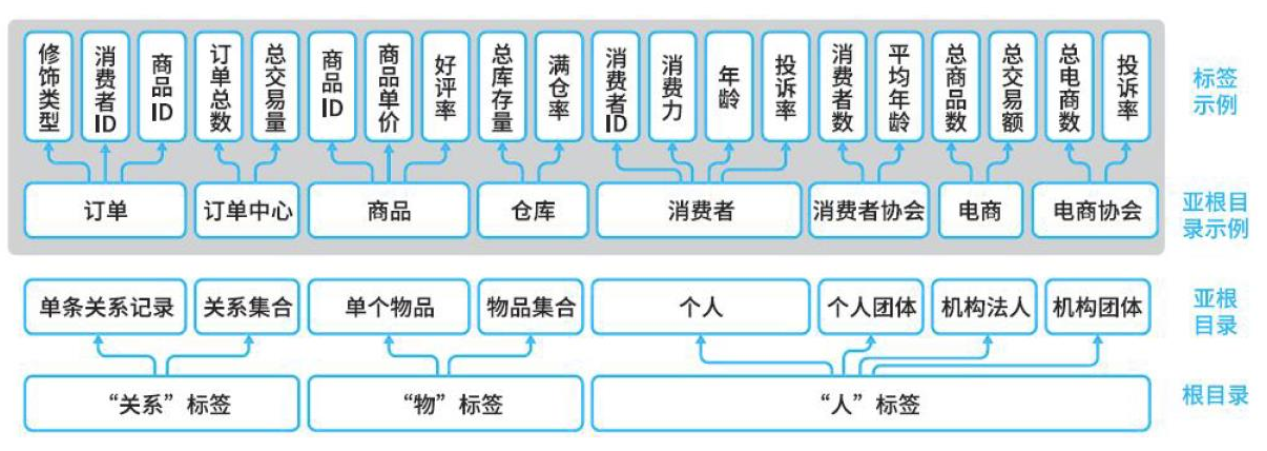 修饰类型
消费者ID
商品ID
订单总数
总交易量
商品ID
商品单价
好评率
总库存量
满仓率
消费者ID
消费力
年龄
投诉率
消费者数
平均年龄
总商品数
总交易额
总电商数
投诉率
标签
示例
订单
订单中心
商品
仓库
消费者
消费者协会
电商
电商协会
亚根目
录示例
单条关系记录
关系集合
单个物品
物品集合
个人
个人团体
机构法人
机构团体
亚根
目录
“关系”标签
“物”标签
“人”标签
根目录